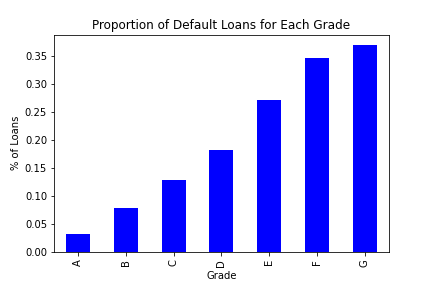 Proportion of Default Loans for Each Grade
% of Loans
0.35
0.30
0.25
0.20
0.15
0.10
0.05
0.00
A B C D E F G
Grade